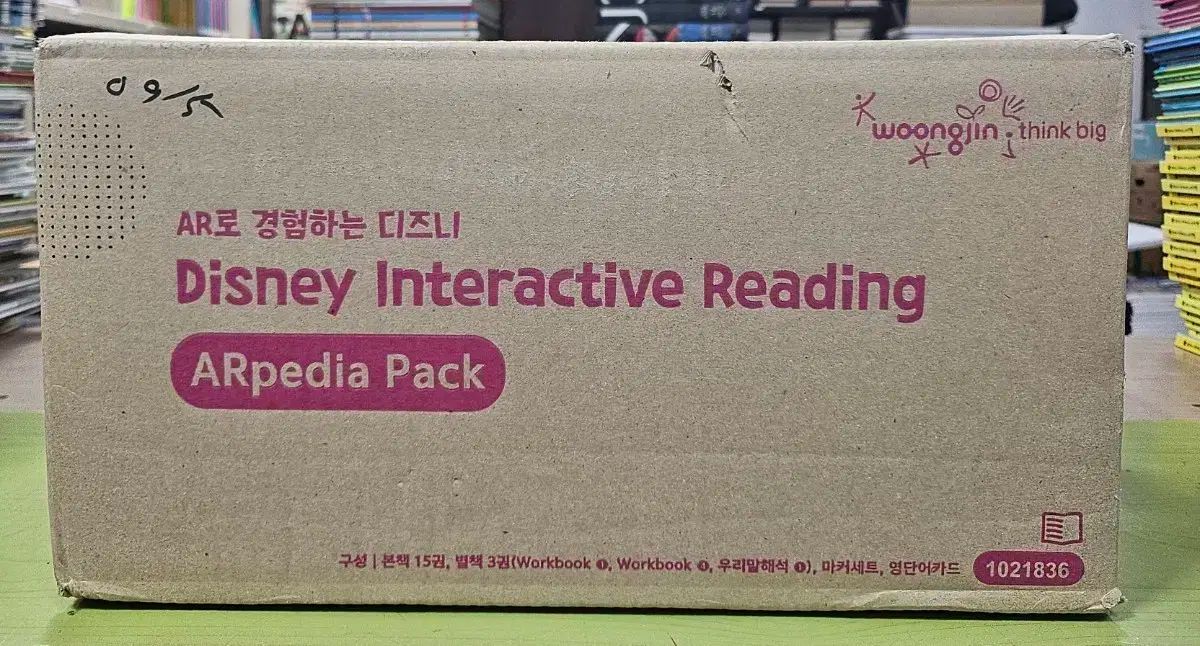 09/15
woongjin think big
AR로 경험하는 디즈니
Disney Interactive Reading
ARpedia Pack
구성 | 본책 15권, 별책 3권(Workbook ❶, Workbook ❷, 우리말해석 ❶), 마커세트, 영단어카드
1021836